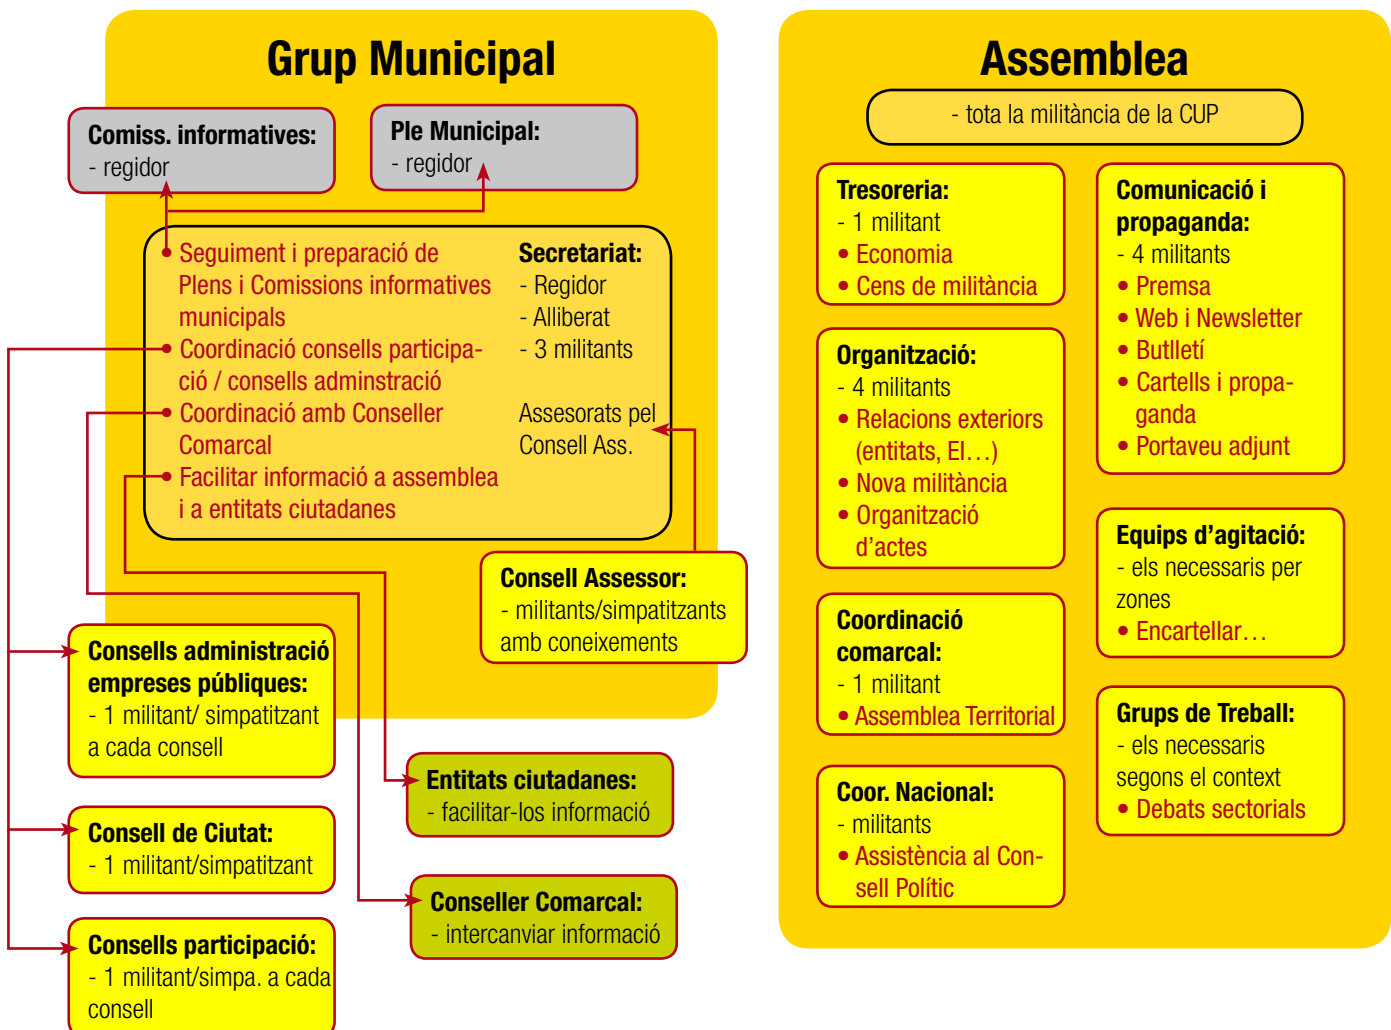 Grup Municipal
Comiss. informatives:
- regidor
Ple Municipal:
- regidor
• Seguiment i preparació de
Plens i Comissions informatives
municipals
• Coordinació consells participa-
ció / consells adminstració
• Coordinació amb Conseller
Comarcal
• Facilitar informació a assemblea
i a entitats ciutadanes
Secretariat:
- Regidor
- Alliberat
- 3 militants
Assesorats pel
Consell Ass.
Consell Assessor:
- militants/simpatitzants
amb coneixements
Consells administració
empreses públiques:
- 1 militant/ simpatitzant
a cada consell
Consell de Ciutat:
- 1 militant/simpatitzant
Consells participació:
- 1 militant/simpa. a cada
consell
Entitats ciutadanes:
- facilitar-los informació
Conseller Comarcal:
- intercanviar informació
Assemblea
- tota la militància de la CUP
Tresoreria:
- 1 militant
• Economia
• Cens de militància
Organització:
- 4 militants
• Relacions exteriors
(entitats, EI…)
• Nova militància
• Organització
d’actes
Coordinació
comarcal:
- 1 militant
• Assemblea Territorial
Coor. Nacional:
- militants
• Assistència al Con-
sell Polític
Comunicació i
propaganda:
- 4 militants
• Premsa
• Web i Newsletter
• Butlletí
• Cartells i propa-
ganda
• Portaveu adjunt
Equips d’agitació:
- els necessaris per
zones
• Encartellar…
Grups de Treball:
- els necessaris
segons el context
• Debats sectorials